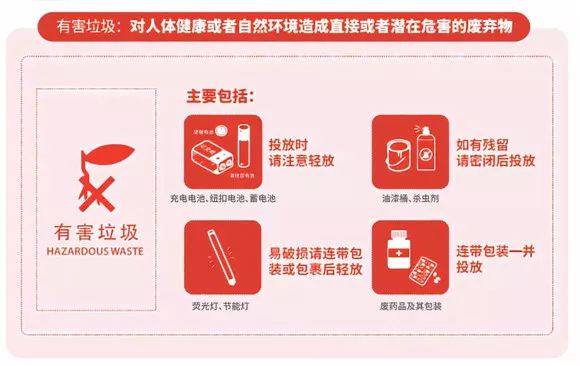 有害垃圾：对人体健康或者自然环境造成直接或者潜在危害的废弃物
有害垃圾
HAZARDOUS WASTE
主要包括：
投放时
请注意轻放
充电电池、纽扣电池、蓄电池
如有残留
请密闭后投放
油漆桶、杀虫剂
易破损请连带包
装或包裹后轻放
荧光灯、节能灯
连带包装一并
投放
废药品及其包装